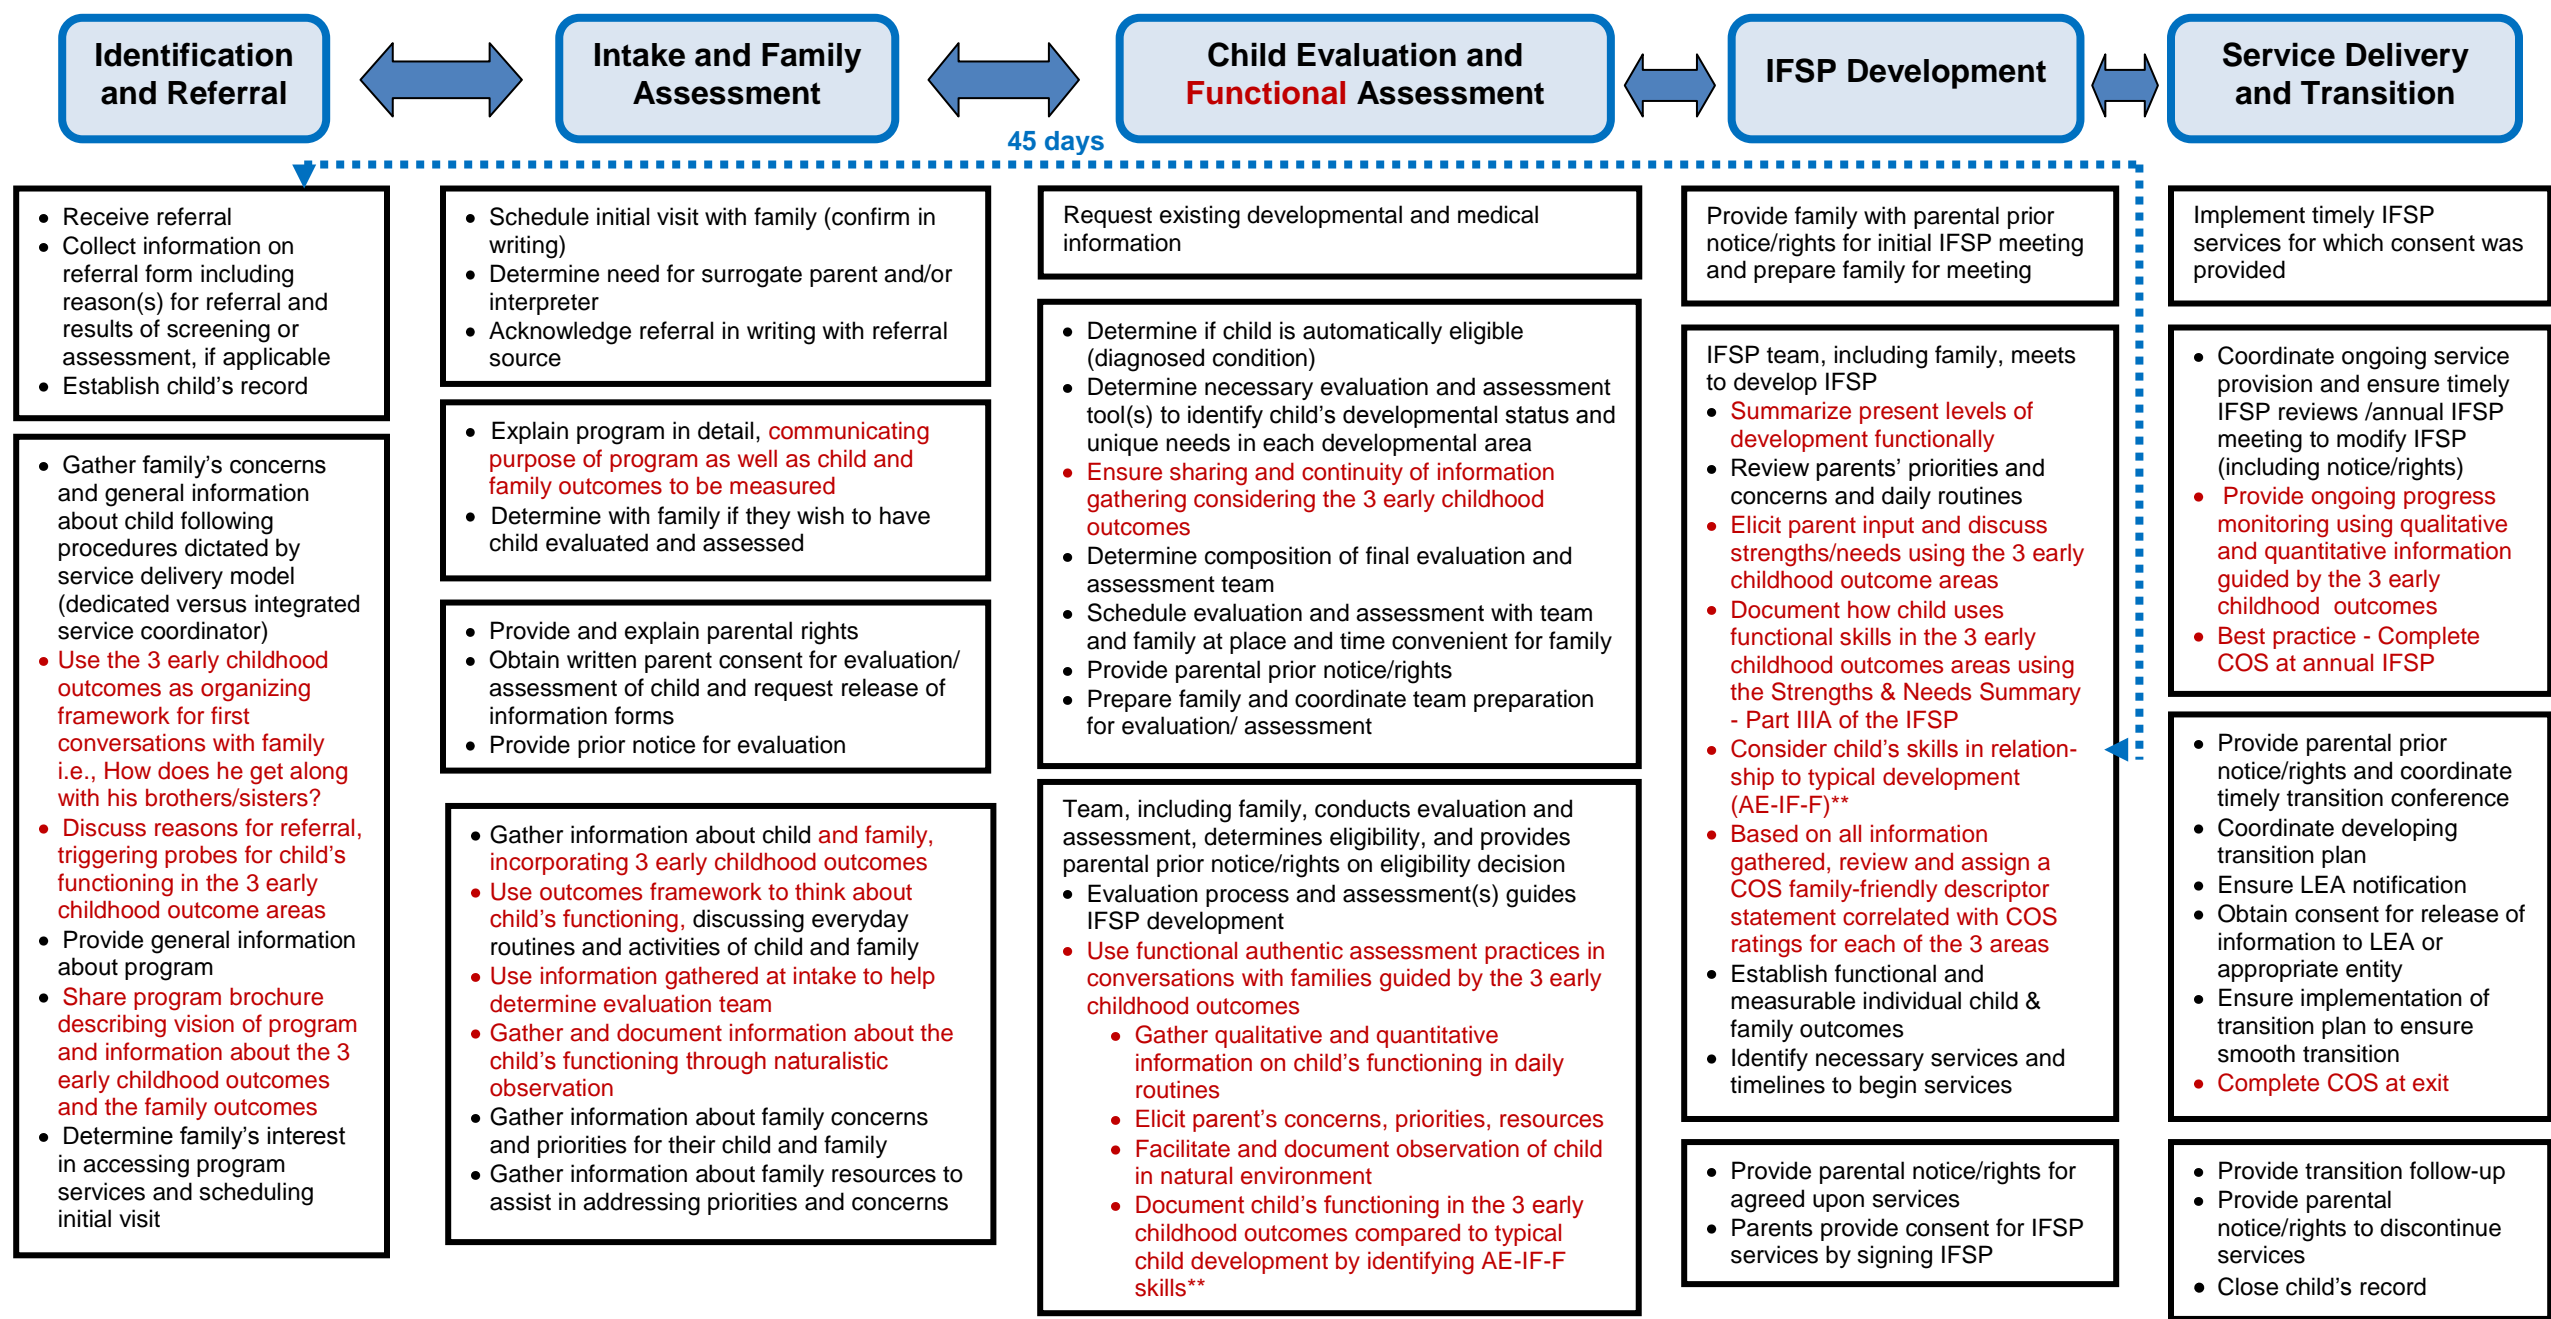 Identification
and Referral
Intake and Family
Assessment
Child Evaluation and
Functional Assessment
IFSP Development
Service Delivery
and Transition
45 days
• Receive referral
• Collect information on
referral form including
reason(s) for referral and
results of screening or
assessment, if applicable
• Establish child's record
• Gather family's concerns
and general information
about child following
procedures dictated by
service delivery model
(dedicated versus integrated
service coordinator)
• Use the 3 early childhood
outcomes as organizing
framework for first
conversations with family
i.e., How does he get along
with his brothers/sisters?
• Discuss reasons for referral,
triggering probes for child's
functioning in the 3 early
childhood outcome areas
• Provide general information
about program
• Share program brochure
describing vision of program
and information about the 3
early childhood outcomes
and the family outcomes
• Determine family's interest
in accessing program
services and scheduling
initial visit
• Schedule initial visit with family (confirm in
writing)
• Determine need for surrogate parent and/or
interpreter
• Acknowledge referral in writing with referral
source
• Explain program in detail, communicating
purpose of program as well as child and
family outcomes to be measured
• Determine with family if they wish to have
child evaluated and assessed
• Provide and explain parental rights
• Obtain written parent consent for evaluation/
assessment of child and request release of
information forms
• Provide prior notice for evaluation
• Gather information about child and family,
incorporating 3 early childhood outcomes
• Use outcomes framework to think about
child's functioning, discussing everyday
routines and activities of child and family
• Use information gathered at intake to help
determine evaluation team
• Gather and document information about the
child's functioning through naturalistic
observation
• Gather information about family concerns
and priorities for their child and family
• Gather information about family resources to
assist in addressing priorities and concerns
Request existing developmental and medical
information
• Determine if child is automatically eligible
(diagnosed condition)
• Determine necessary evaluation and assessment
tool(s) to identify child's developmental status and
unique needs in each developmental area
• Ensure sharing and continuity of information
gathering considering the 3 early childhood
outcomes
• Determine composition of final evaluation and
assessment team
• Schedule evaluation and assessment with team
and family at place and time convenient for family
• Provide parental prior notice/rights
• Prepare family and coordinate team preparation
for evaluation/ assessment
Team, including family, conducts evaluation and
assessment, determines eligibility, and provides
parental prior notice/rights on eligibility decision
• Evaluation process and assessment(s) guides
IFSP development
• Use functional authentic assessment practices in
conversations with families guided by the 3 early
childhood outcomes
• Gather qualitative and quantitative
information on child's functioning in daily
routines
• Elicit parent's concerns, priorities, resources
• Facilitate and document observation of child
in natural environment
• Document child's functioning in the 3 early
childhood outcomes compared to typical
child development by identifying AE-IF-F
skills**
Provide family with parental prior
notice/rights for initial IFSP meeting
and prepare family for meeting
IFSP team, including family, meets
to develop IFSP
• Summarize present levels of
development functionally
• Review parents' priorities and
concerns and daily routines
• Elicit parent input and discuss
strengths/needs using the 3 early
childhood outcome areas
• Document how child uses
functional skills in the 3 early
childhood outcomes areas using
the Strengths & Needs Summary
- Part IIIA of the IFSP
• Consider child's skills in relation-
ship to typical development
(AE-IF-F)**
• Based on all information
gathered, review and assign a
COS family-friendly descriptor
statement correlated with COS
ratings for each of the 3 areas
• Establish functional and
measurable individual child &
family outcomes
• Identify necessary services and
timelines to begin services
• Provide parental notice/rights for
agreed upon services
• Parents provide consent for IFSP
services by signing IFSP
Implement timely IFSP
services for which consent was
provided
• Coordinate ongoing service
provision and ensure timely
IFSP reviews /annual IFSP
meeting to modify IFSP
(including notice/rights)
• Provide ongoing progress
monitoring using qualitative
and quantitative information
guided by the 3 early
childhood outcomes
• Best practice - Complete
COS at annual IFSP
• Provide parental prior
notice/rights and coordinate
timely transition conference
• Coordinate developing
transition plan
• Ensure LEA notification
• Obtain consent for release of
information to LEA or
appropriate entity
• Ensure implementation of
transition plan to ensure
smooth transition
• Complete COS at exit
• Provide transition follow-up
• Provide parental
notice/rights to discontinue
services
• Close child's record